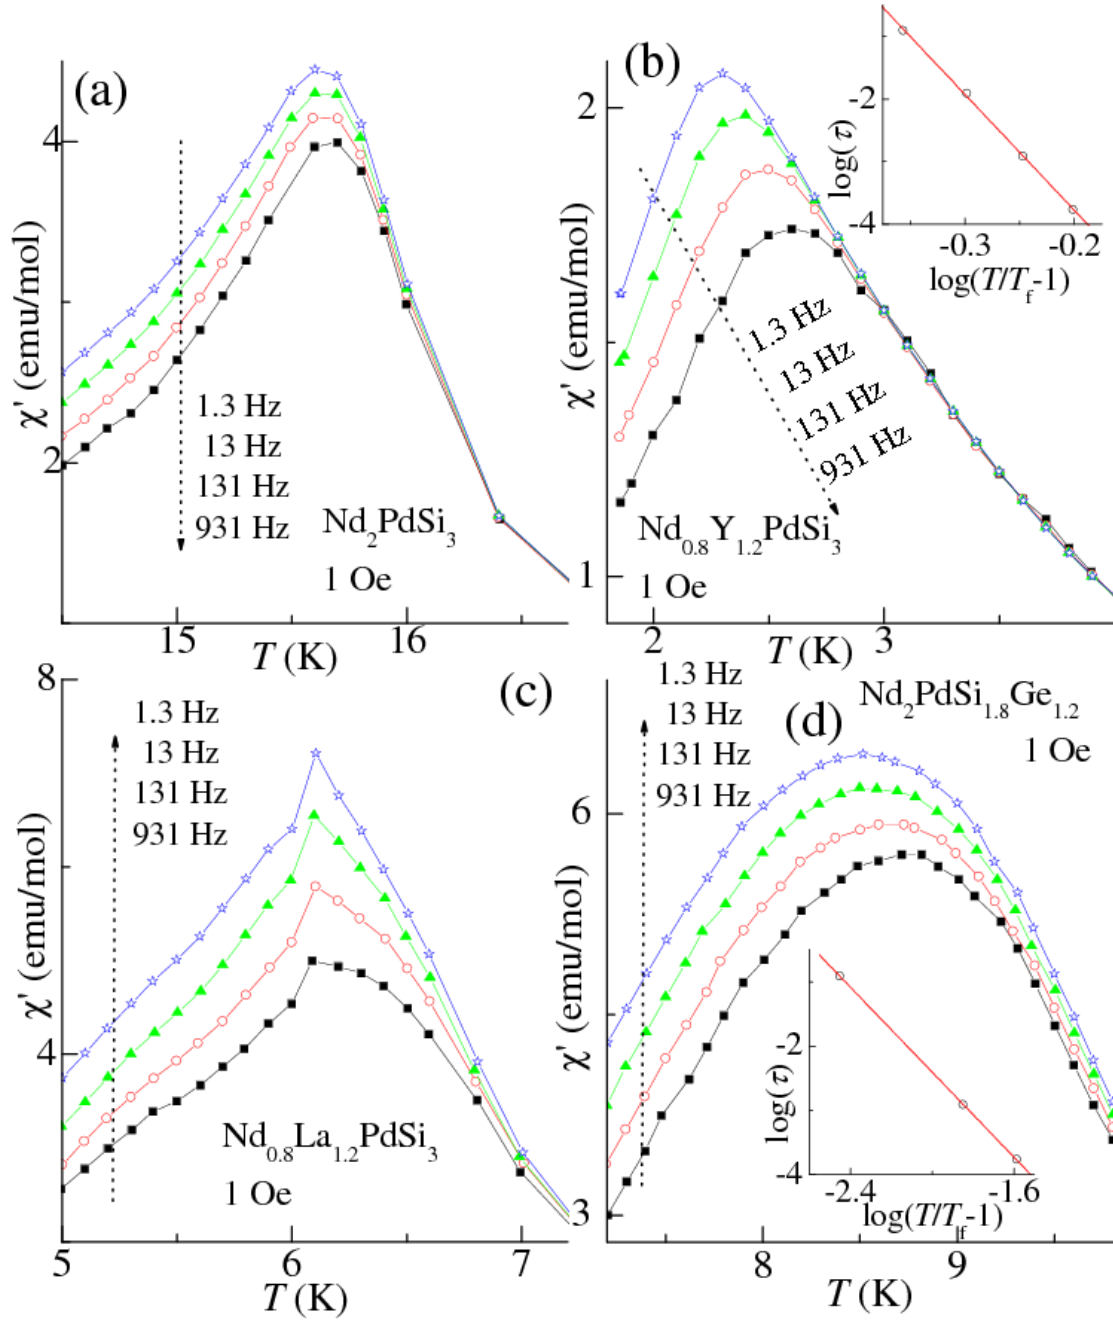 (a)
χ' (emu/mol)
4
2
1.3 Hz
13 Hz
131 Hz
931 Hz
Nd₂PdSi₃
1 Oe
15
16
T (K)
(b)
χ' (emu/mol)
2
1
1.3 Hz
13 Hz
131 Hz
931 Hz
Nd₀.₈Y₁.₂PdSi₃
1 Oe
2
3
T (K)
log(τ)
-2
-4
-0.3
-0.2
log(T/T_f-1)
(c)
χ' (emu/mol)
8
4
1.3 Hz
13 Hz
131 Hz
931 Hz
Nd₀.₈La₁.₂PdSi₃
1 Oe
5
6
7
T (K)
(d)
χ' (emu/mol)
6
3
1.3 Hz
13 Hz
131 Hz
931 Hz
Nd₂PdSi₁.₈Ge₁.₂
1 Oe
8
9
T (K)
log(τ)
-2
-4
-2.4
-1.6
log(T/T_f-1)